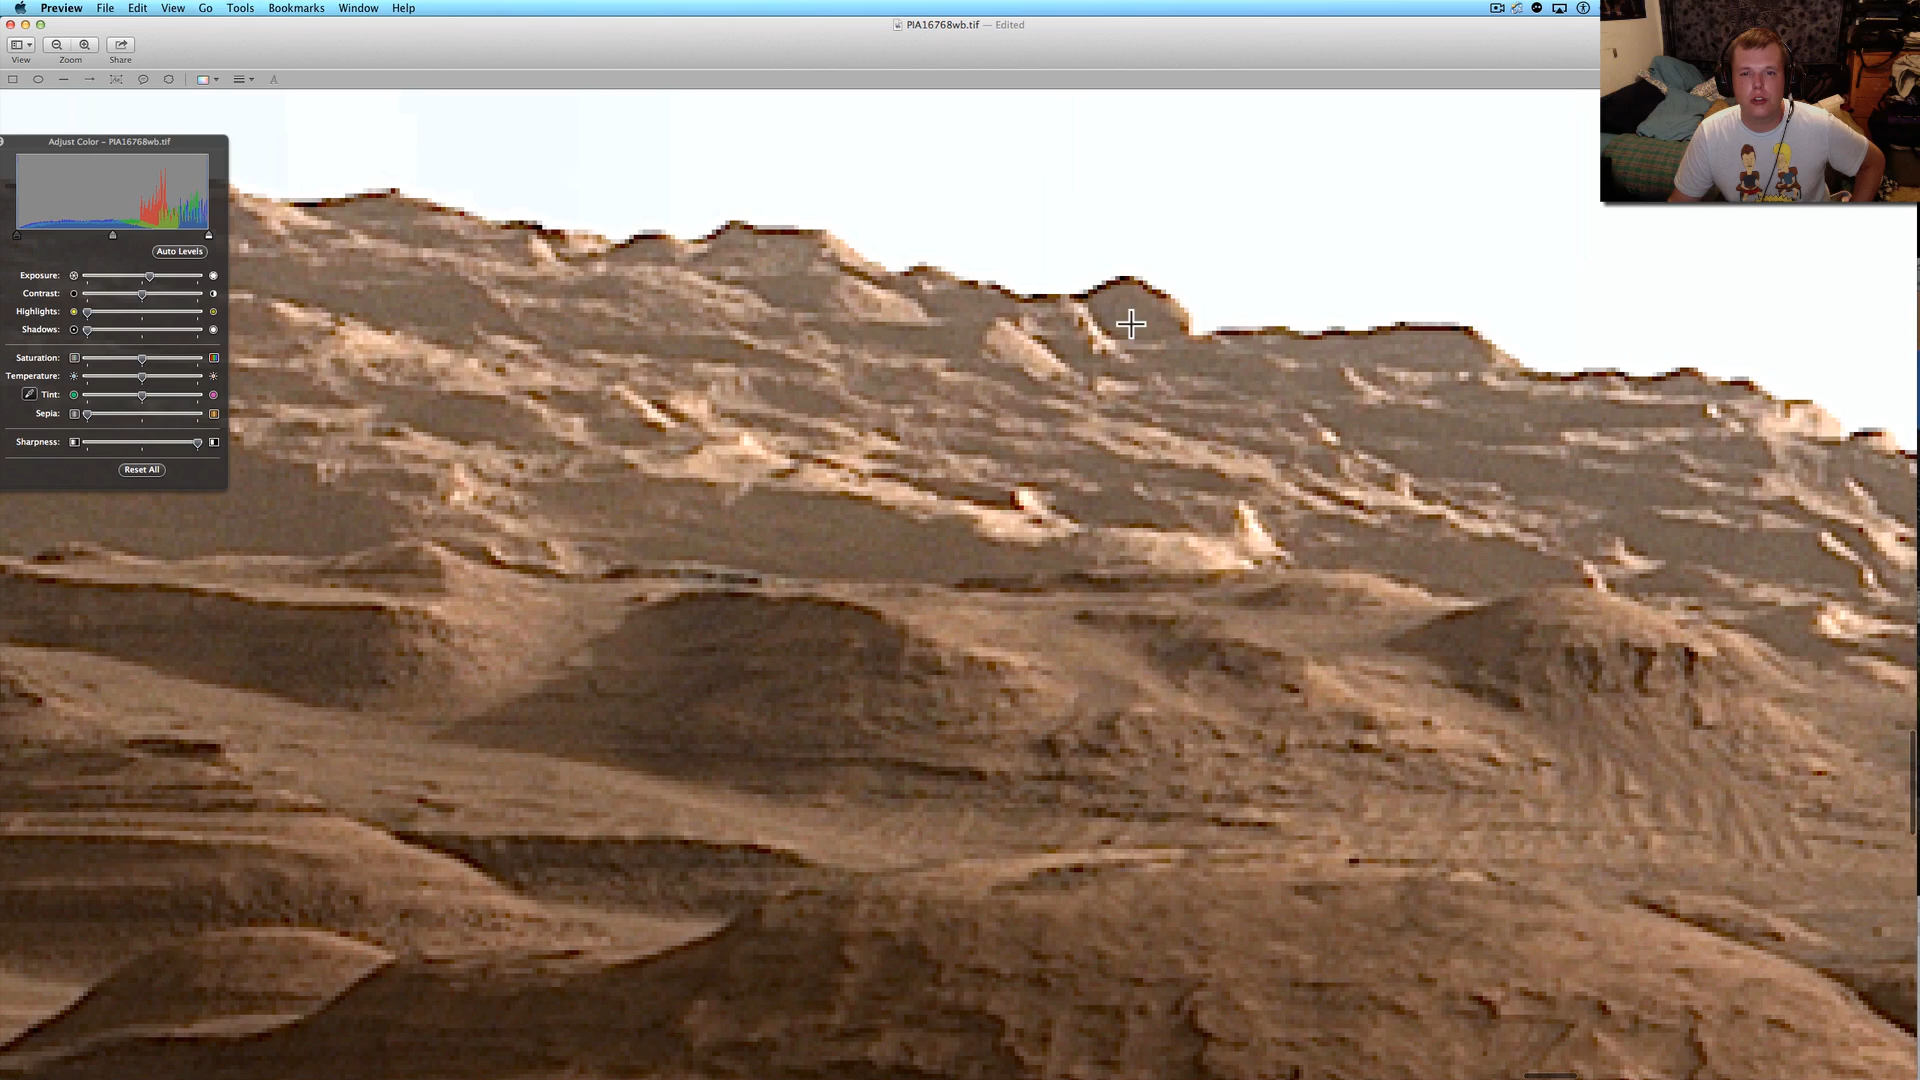 Preview File Edit View Go Tools Bookmarks Window Help
PIA16768wb.tif — Edited
View Zoom Share
A
Adjust Color - PIA16768wb.tif
Auto Levels
Exposure:
Contrast:
Highlights:
Shadows:
Saturation:
Temperature:
Tint:
Sepia:
Sharpness:
Reset All